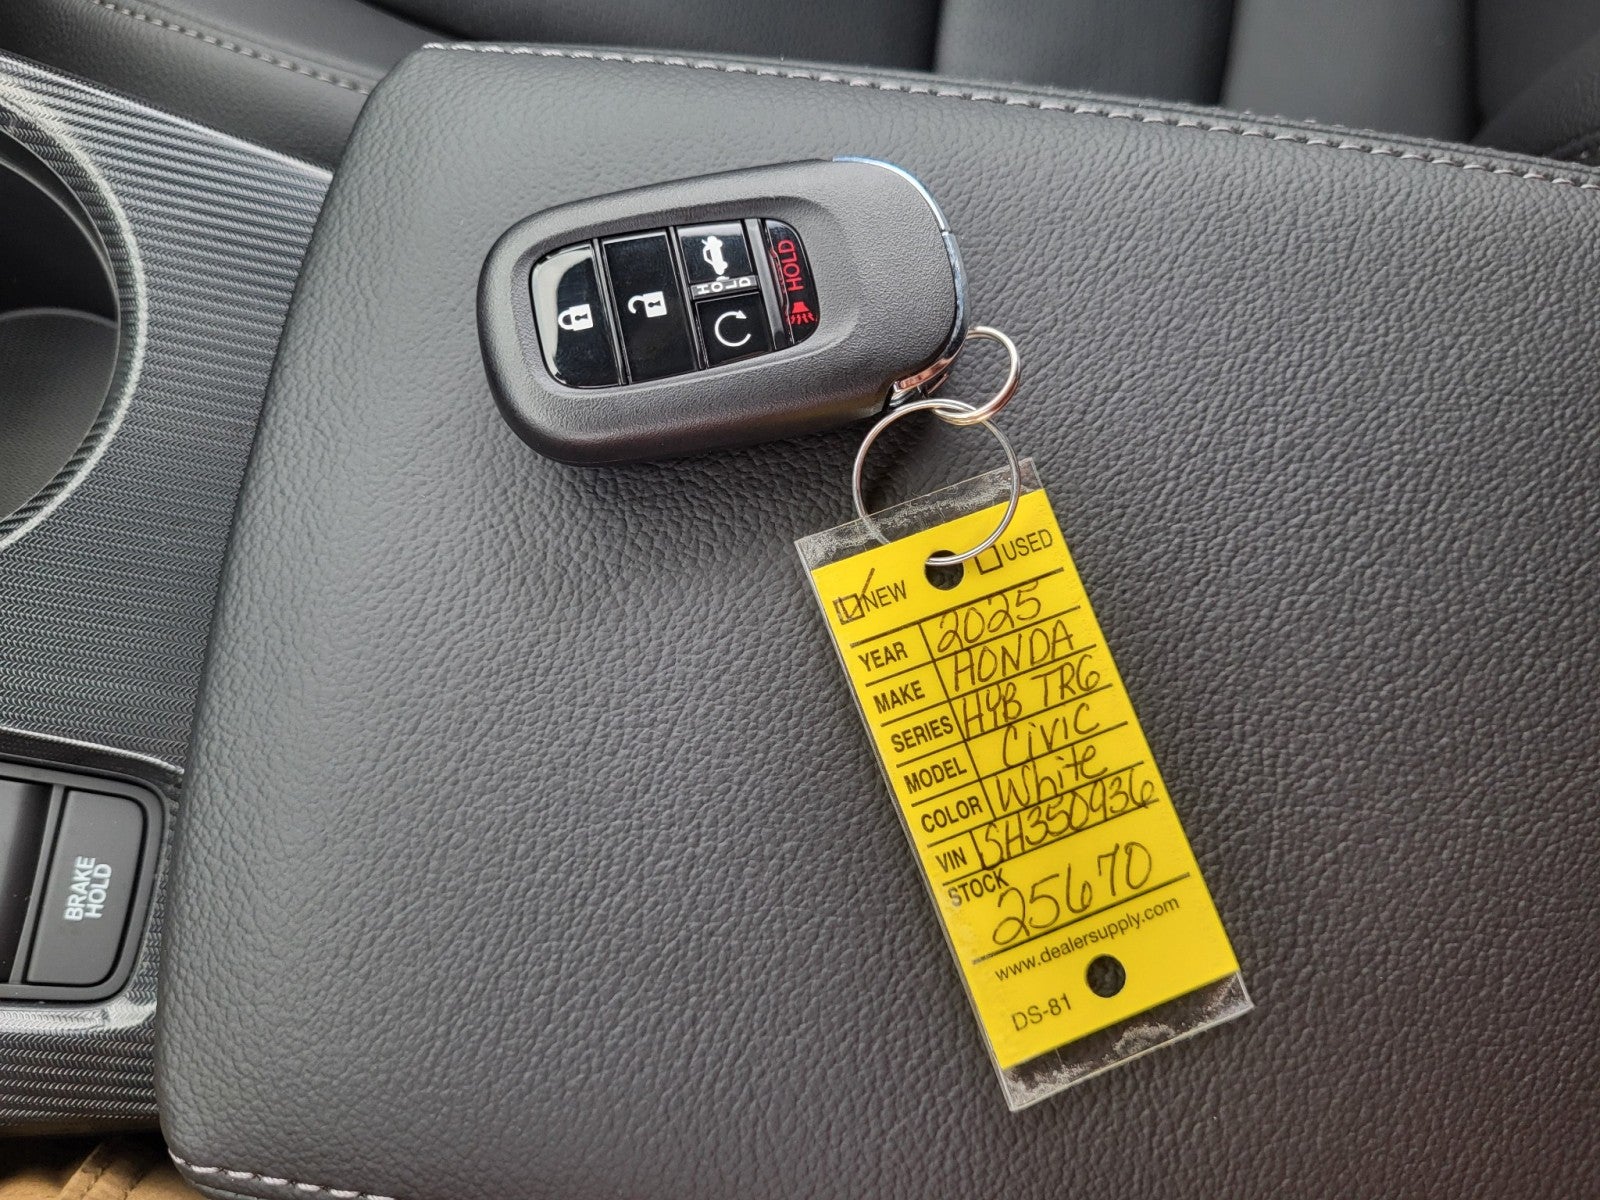 HOLD
HOLD
BRAKE
HOLD
NEW USED
YEAR 2025
MAKE HONDA
SERIES HYB TRG
MODEL CIVIC
COLOR White
VIN SH350936
STOCK
25670
www.dealersupply.com
DS-81